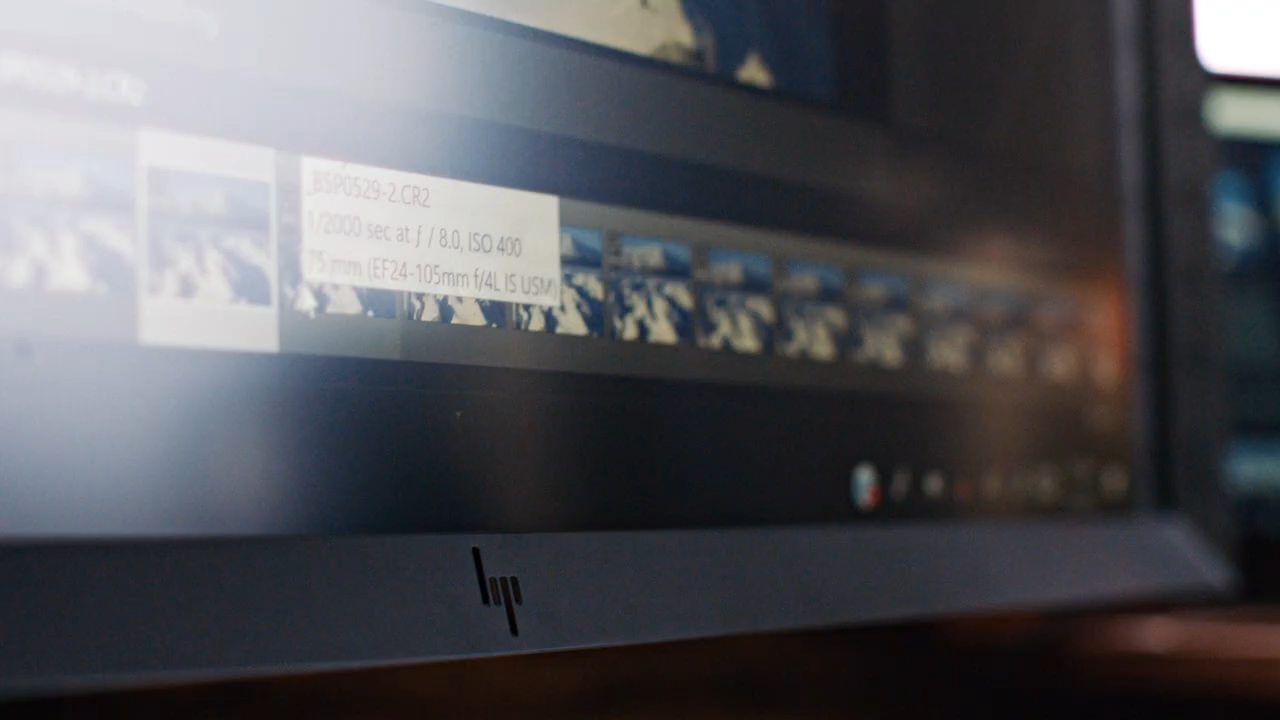 _B5P0529-2.CR2
1/2000 sec at ƒ / 8.0, ISO 400
75 mm (EF24-105mm f/4L IS USM)
hp